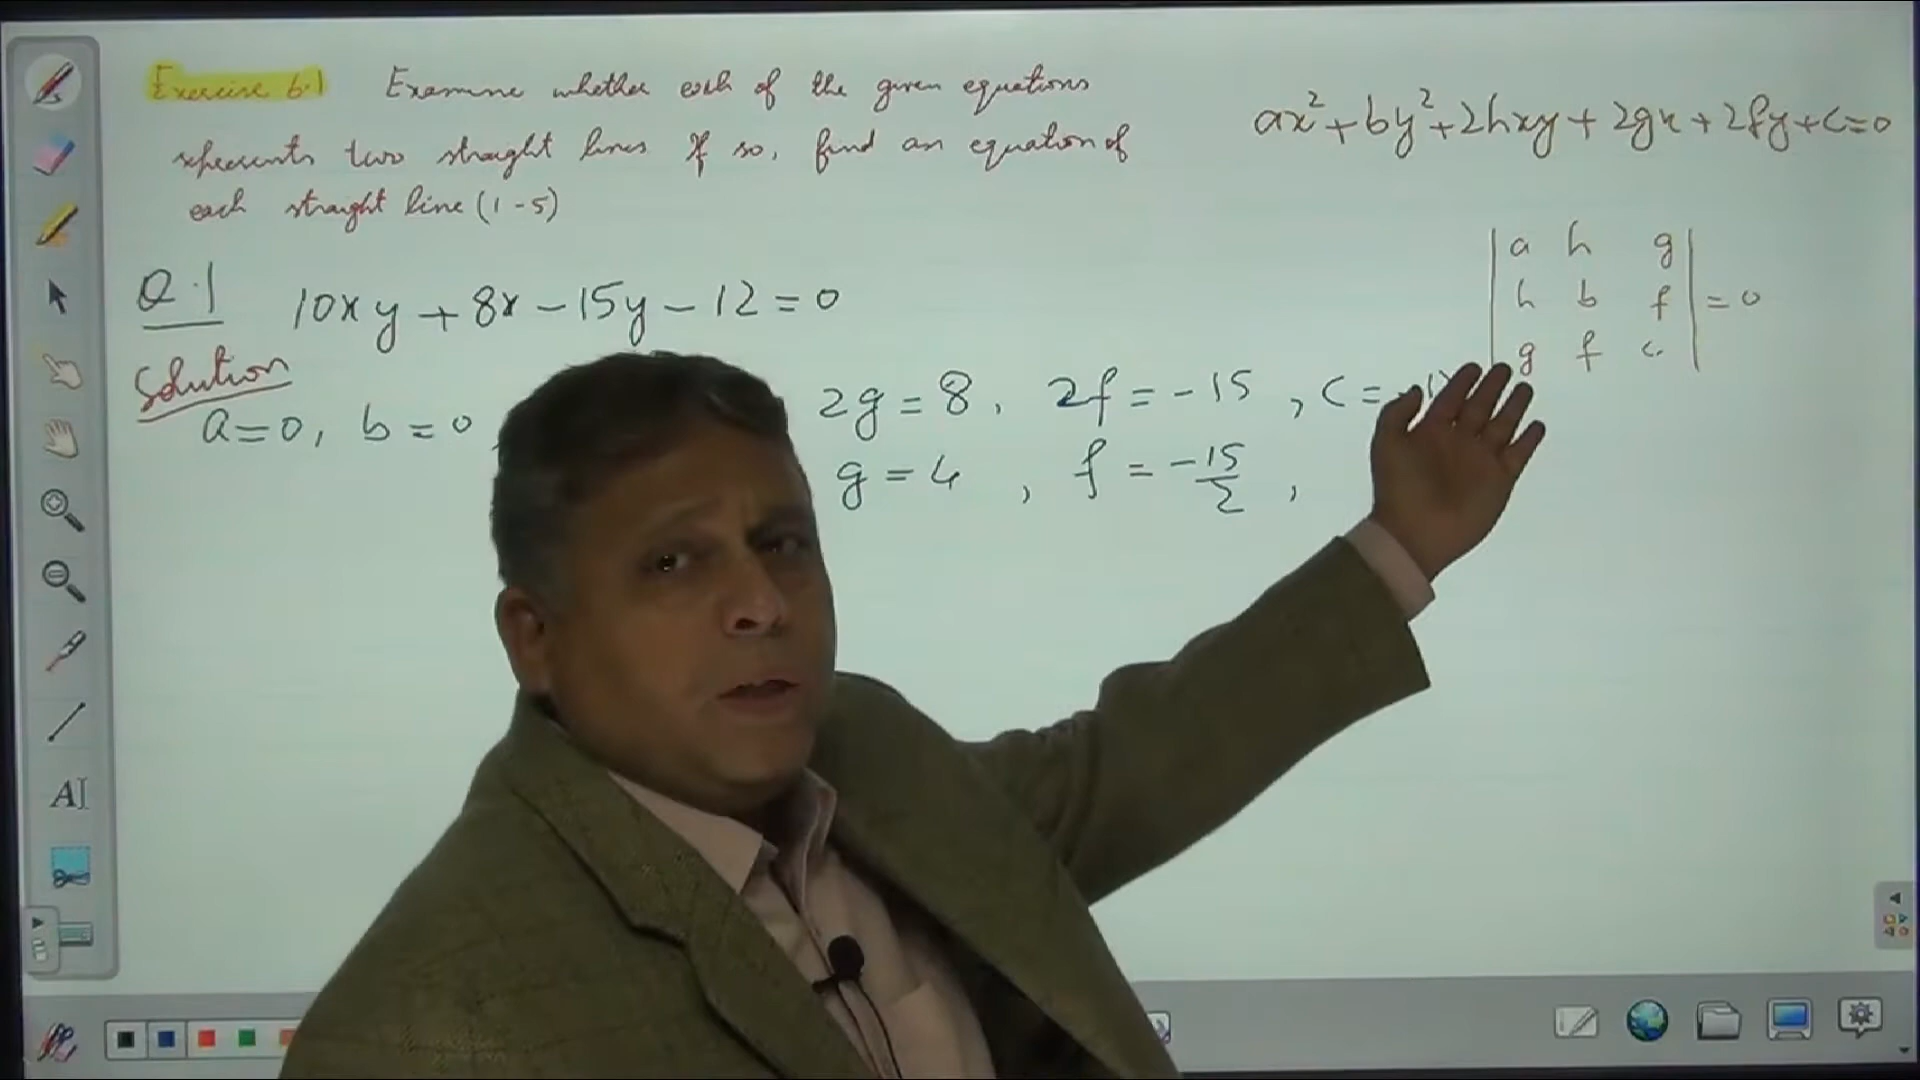 Exercise 6.1 Examine whether each of the given equations
represents two straight lines If so, find an equation of
each straight line (1-5)
ax²+by²+2hxy+2gx+2fy+c=0
Q.1 10xy+8x-15y-12=0
| a h g |
| h b f | = 0
| g f c |
Solution
a=0, b=0 2g=8, 2f=-15, c=
g=4, f=-15/2,
AI